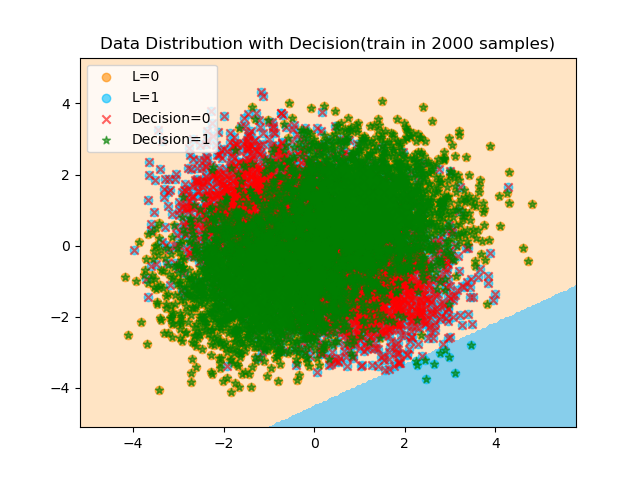 Data Distribution with Decision(train in 2000 samples)
L=0
L=1
Decision=0
Decision=1
4
2
0
−2
−4
−4 −2 0 2 4